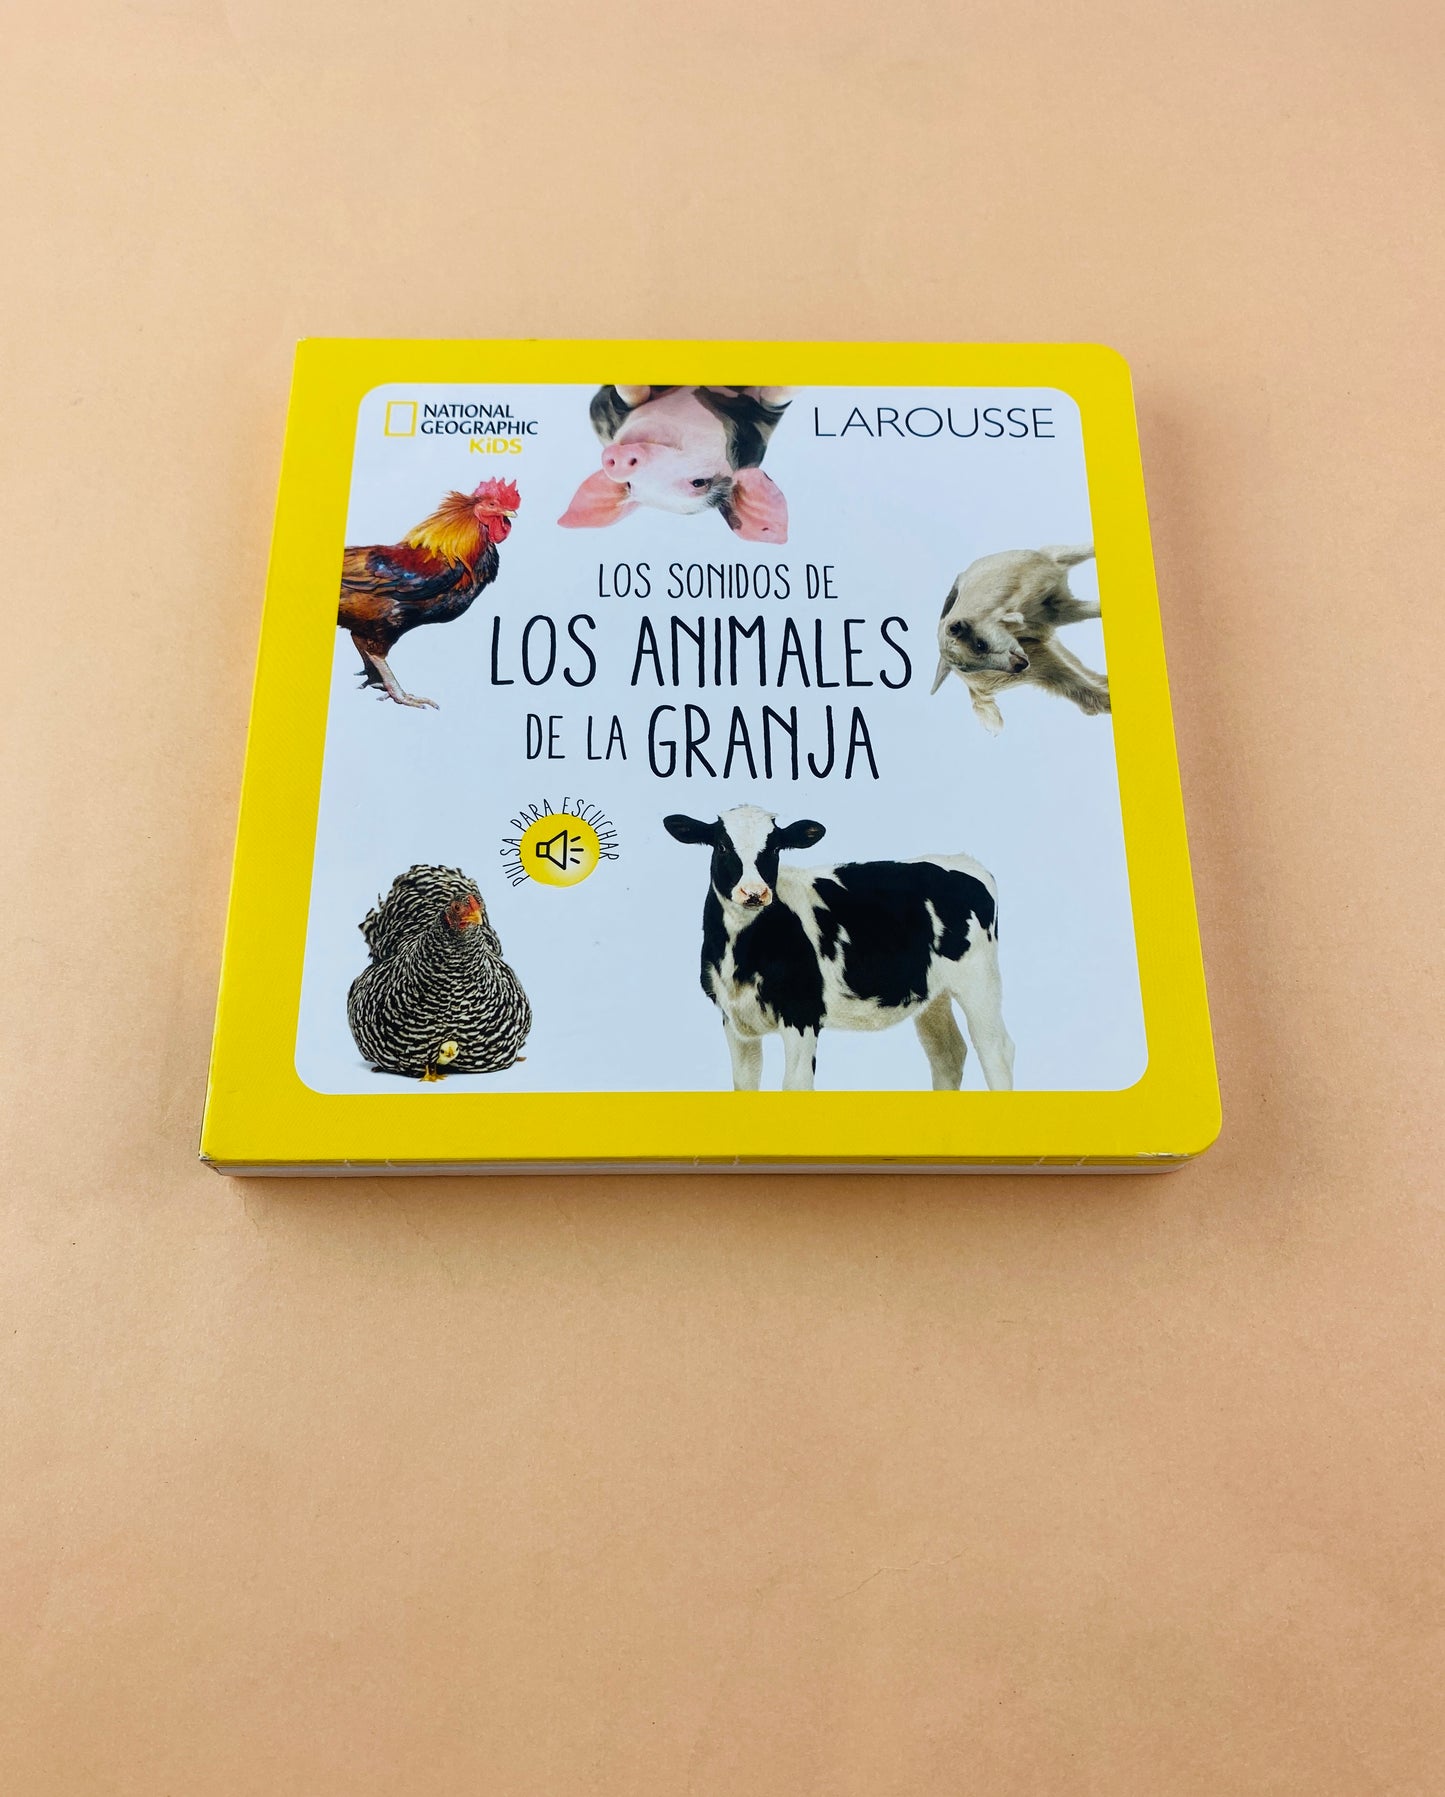 NATIONAL
GEOGRAPHIC
KiDS
LAROUSSE
LOS SONIDOS DE
LOS ANIMALES
DE LA GRANJA
PULSA PARA ESCUCHAR